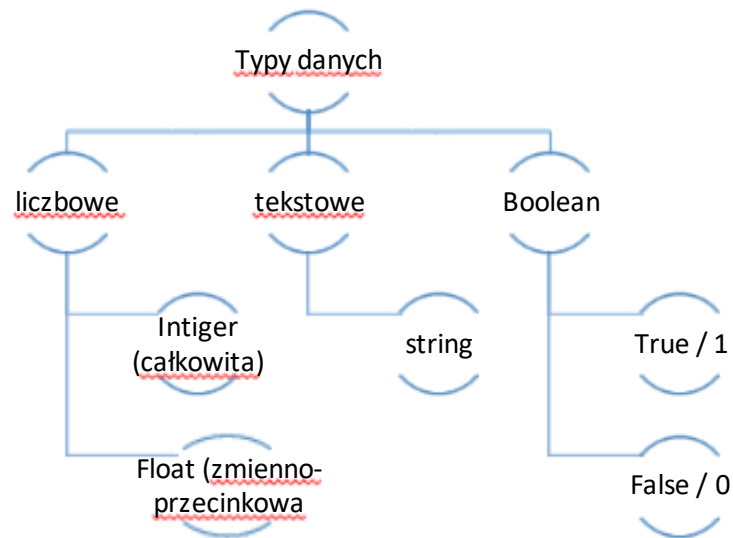 Typy danych
liczbowe
tekstowe
Boolean
Intiger
(całkowita)
string
True / 1
Float (zmienno-
przecinkowa
False / 0